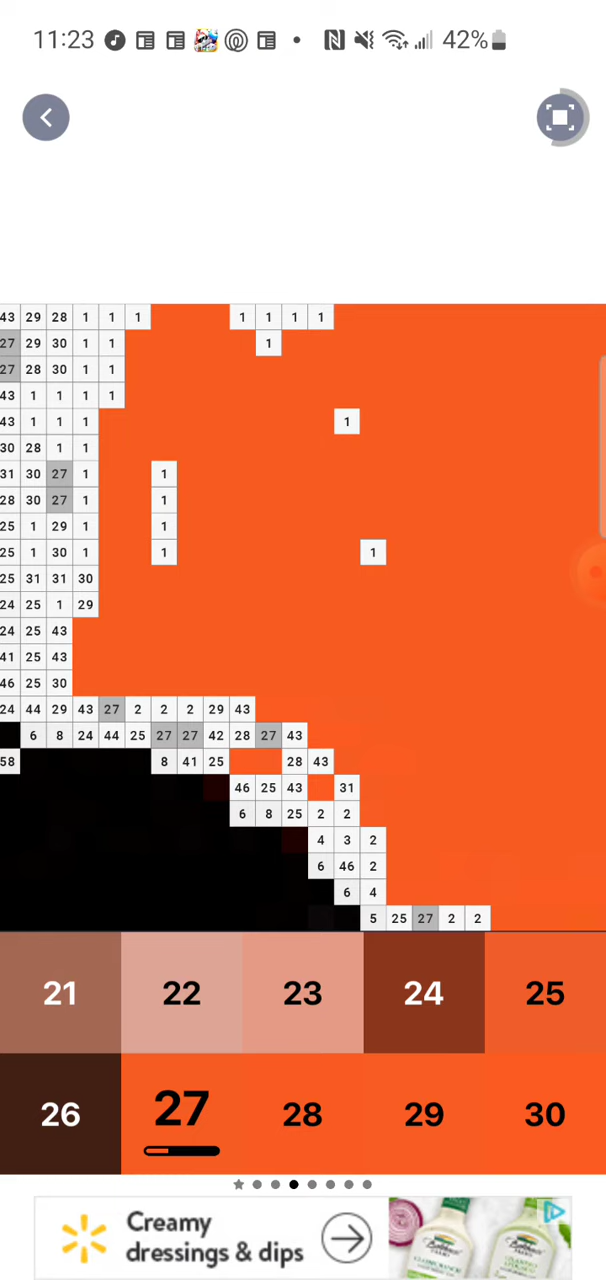 11:23 42%
43 29 28 1 1 1 1 1 1 1
27 29 30 1 1 1
27 28 30 1 1
43 1 1 1 1
43 1 1 1 1
30 28 1 1
31 30 27 1 1
28 30 27 1 1
25 1 29 1 1
25 1 30 1 1 1
25 31 31 30
24 25 1 29
24 25 43
41 25 43
46 25 30
24 44 29 43 27 2 2 2 29 43
6 8 24 44 25 27 27 42 28 27 43
58 8 41 25 28 43
46 25 43 31
6 8 25 2 2
4 3 2
6 46 2
6 4
5 25 27 2 2
21 22 23 24 25
26 27 28 29 30
Creamy
dressings & dips